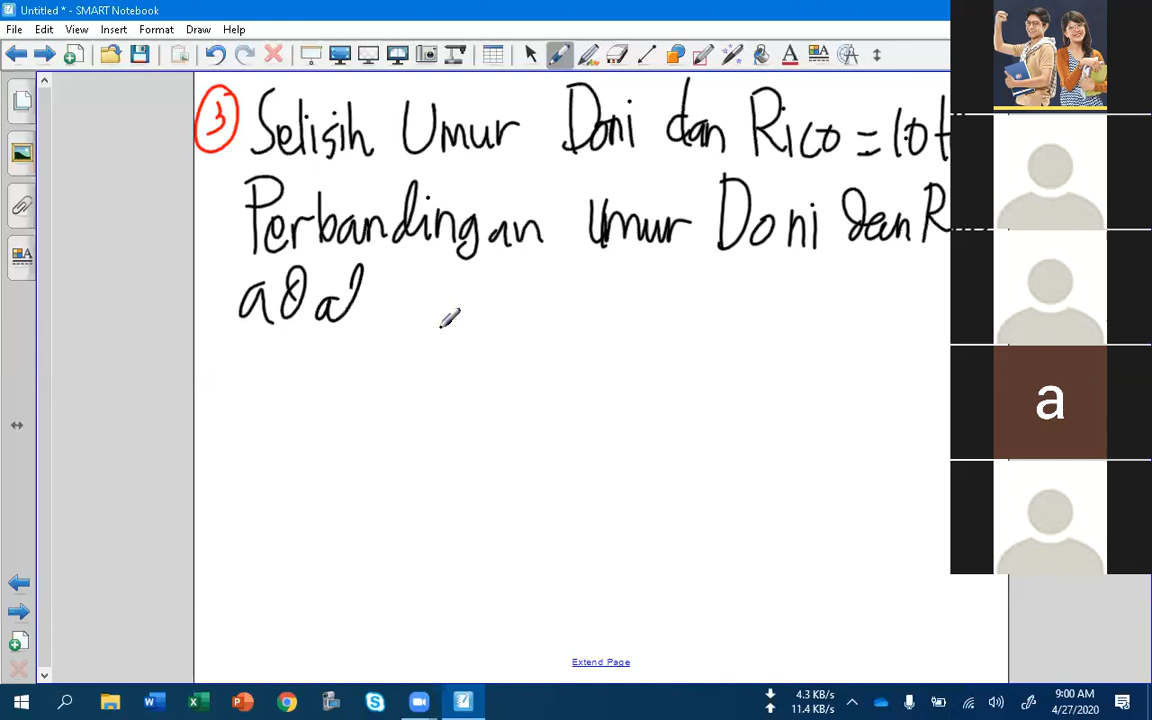 Untitled * - SMART Notebook
File Edit View Insert Format Draw Help
3 Selisih Umur Doni dan Rico = 10 t
Perbandingan Umur Doni dan R
adal
a
Extend Page
4.3 KB/s
11.4 KB/s
9:00 AM
4/27/2020